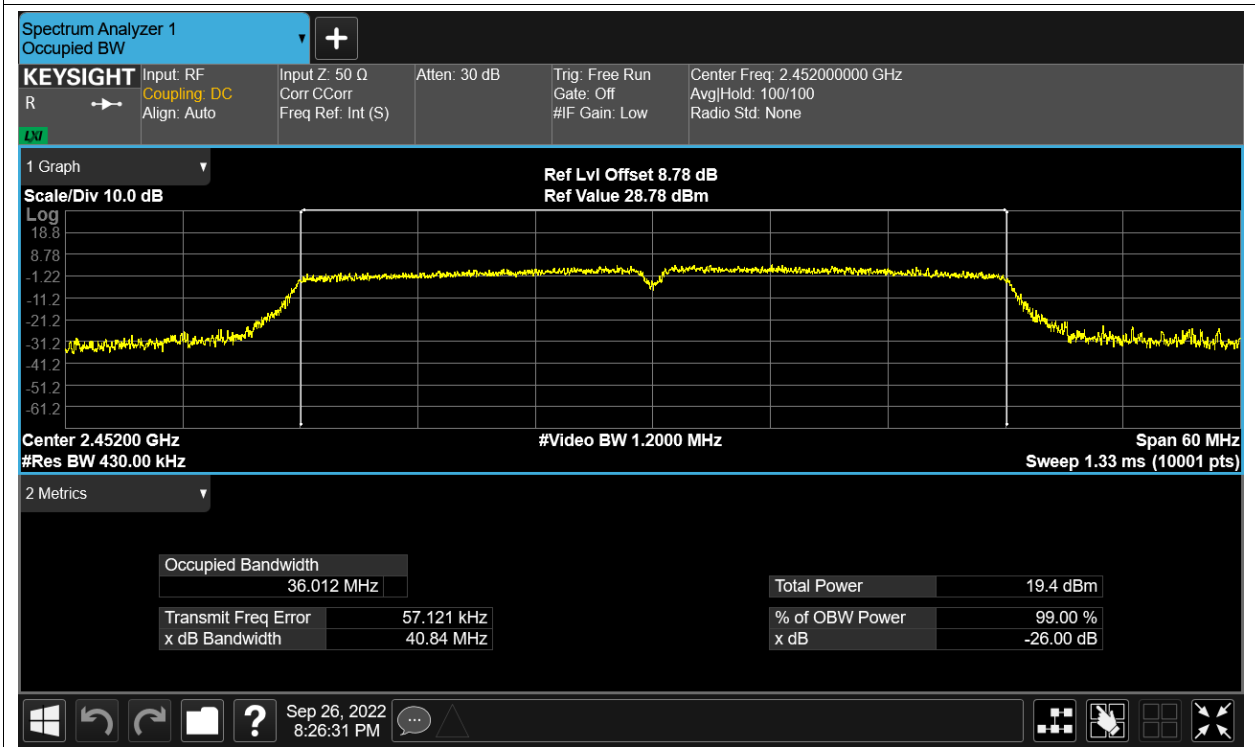 Spectrum Analyzer 1
Occupied BW
KEYSIGHT
R
LXI
Input: RF
Coupling: DC
Align: Auto
Input Z: 50 Ω
Corr CCorr
Freq Ref: Int (S)
Atten: 30 dB
Trig: Free Run
Gate: Off
#IF Gain: Low
Center Freq: 2.452000000 GHz
Avg|Hold: 100/100
Radio Std: None
1 Graph
Scale/Div 10.0 dB
Ref Lvl Offset 8.78 dB
Ref Value 28.78 dBm
Log
18.8
8.78
-1.22
-11.2
-21.2
-31.2
-41.2
-51.2
-61.2
Center 2.45200 GHz
#Video BW 1.2000 MHz
Span 60 MHz
#Res BW 430.00 kHz
Sweep 1.33 ms (10001 pts)
2 Metrics
Occupied Bandwidth
36.012 MHz
Total Power 19.4 dBm
Transmit Freq Error 57.121 kHz
% of OBW Power 99.00 %
x dB Bandwidth 40.84 MHz
x dB -26.00 dB
?
Sep 26, 2022
8:26:31 PM